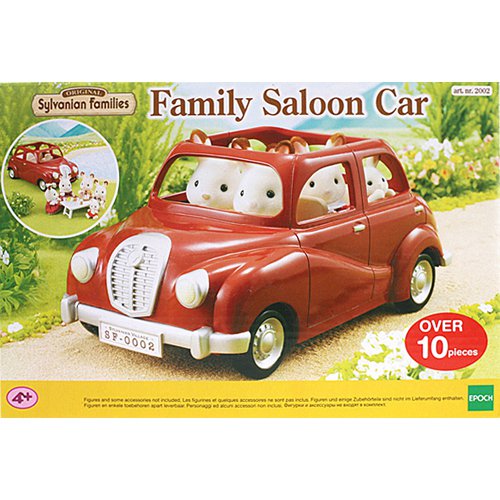 ORIGINAL
Sylvanian Families
Family Saloon Car
art. nr. 2002
SYLVANIAN VILLAGE
SF-0002
OVER
10 pieces
4+
Figures and some accessories not included. Les figurines et quelques accessoires ne sont pas inclus. Figuren und einige Zubehörteile sind nicht im Lieferumfang enthalten.
Figuren en enkele toebehoren apart leverbaar. Personaggi ed alcuni accessori non inclusi. Фигурки и аксессуары не входят в комплект.
EPOCH